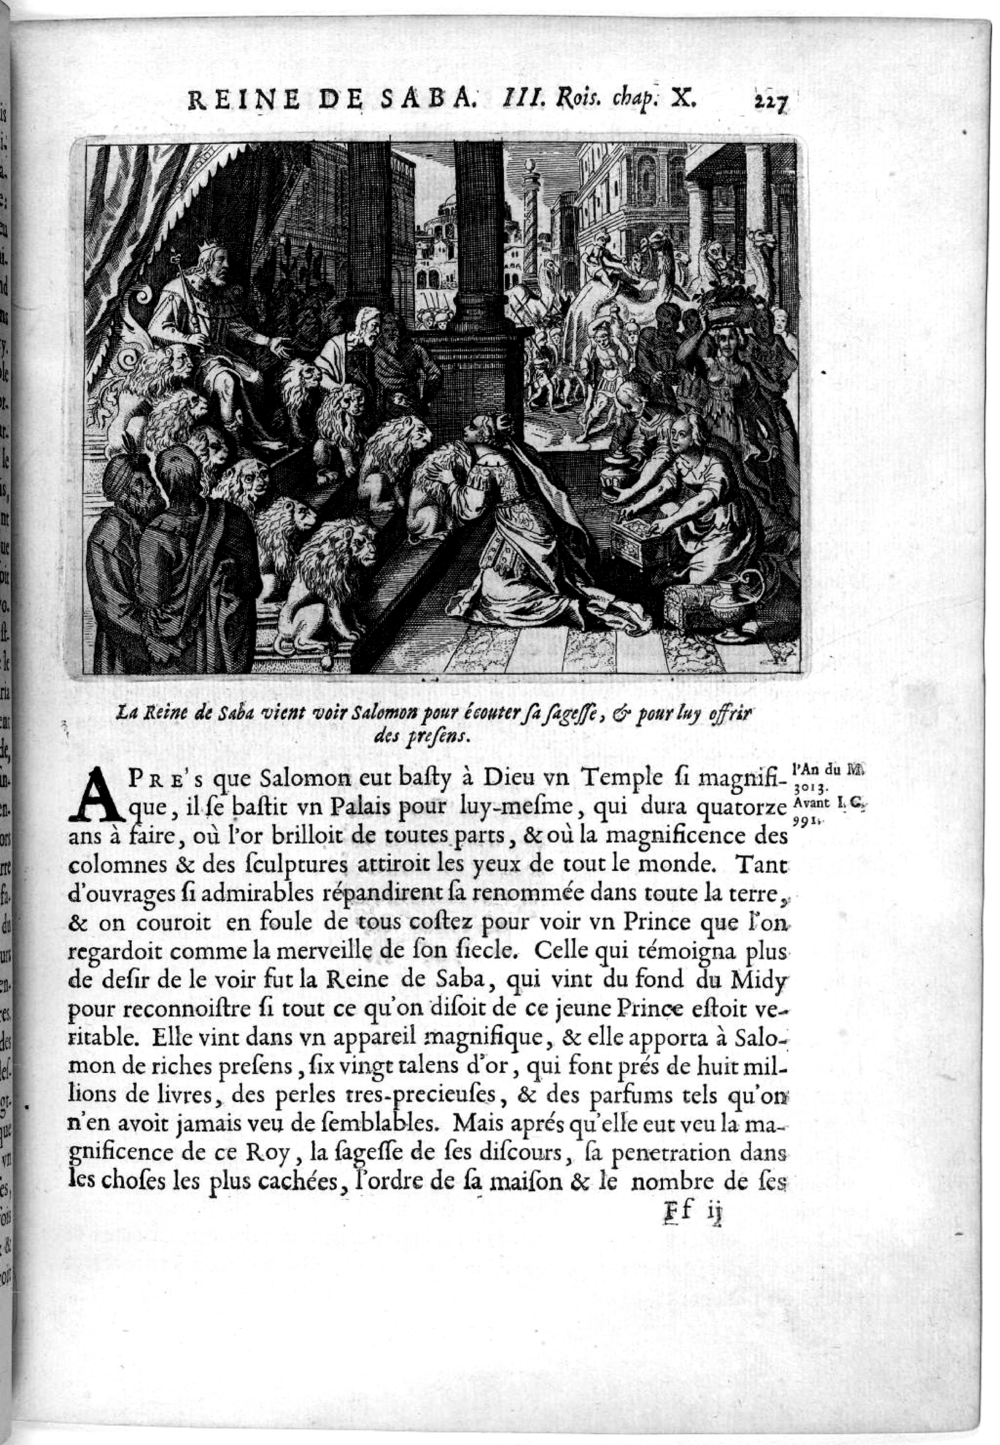 REINE DE SABA. III. Rois. chap. X. 227
La Reine de Saba vient voir Salomon pour écouter ſa ſageſſe, & pour luy offrir
des preſens.
APRE'S que Salomon eut baſty à Dieu vn Temple ſi magnifi-
que, il ſe baſtit vn Palais pour luy-meſme, qui dura quatorze
ans à faire, où l'or brilloit de toutes parts, & où la magnificence des
colomnes & des ſculptures attiroit les yeux de tout le monde. Tant
d'ouvrages ſi admirables répandirent ſa renommée dans toute la terre,
& on couroit en foule de tous coſtez pour voir vn Prince que l'on
regardoit comme la merveille de ſon ſiecle. Celle qui témoigna plus
de deſir de le voir fut la Reine de Saba, qui vint du fond du Midy
pour reconnoiſtre ſi tout ce qu'on diſoit de ce jeune Prince eſtoit ve-
ritable. Elle vint dans vn appareil magnifique, & elle apporta à Salo-
mon de riches preſens, ſix vingt talens d'or, qui font prés de huit mil-
lions de livres, des perles tres-precieuſes, & des parfums tels qu'on
n'en avoit jamais veu de ſemblables. Mais aprés qu'elle eut veu la ma-
gnificence de ce Roy, la ſageſſe de ſes diſcours, ſa penetration dans
les choſes les plus cachées, l'ordre de ſa maiſon & le nombre de ſes
l'An du M.
3013.
Avant I. C.
991.
Ff ij